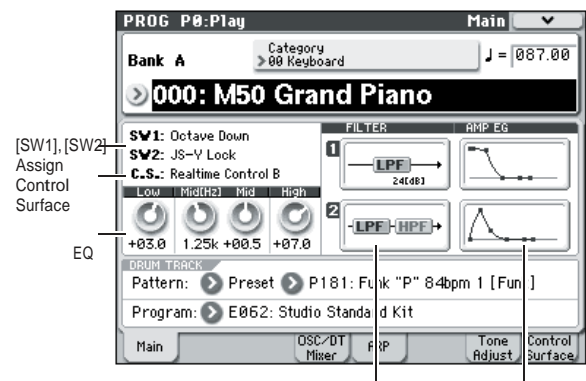 PROG P0:Play Main
Bank A
Category
00 Keyboard
♩ = 087.00
000: M50 Grand Piano
[SW1], [SW2]
Assign
Control
Surface
SW1: Octave Down
SW2: JS-Y Lock
C.S.: Realtime Control B
FILTER
AMP EG
1
LPF
24[dB]
2
LPF HPF
Low Mid[Hz] Mid High
+03.0 1.25k +00.5 +07.0
EQ
DRUM TRACK
Pattern: Preset P181: Funk "P" 84bpm 1
Program: E062: Studio Standard Kit
Main
OSC/DT
Mixer
ARP
Tone
Adjust
Control
Surface